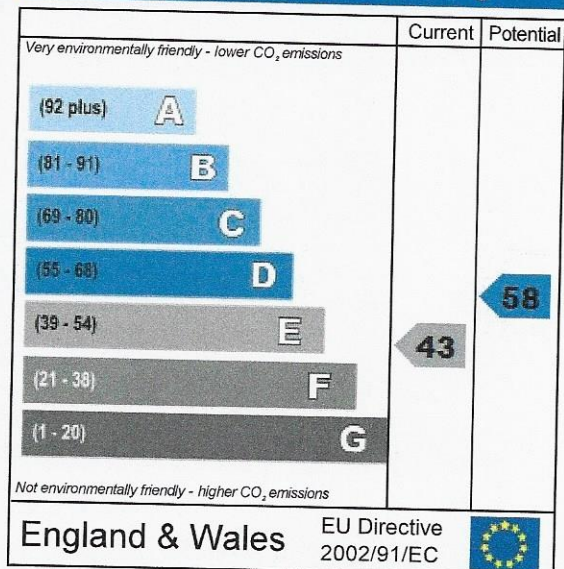 Current Potential
Very environmentally friendly - lower CO₂ emissions
(92 plus) A
(81 - 91) B
(69 - 80) C
(55 - 68) D
58
(39 - 54) E
43
(21 - 38) F
(1 - 20) G
Not environmentally friendly - higher CO₂ emissions
England & Wales
EU Directive
2002/91/EC